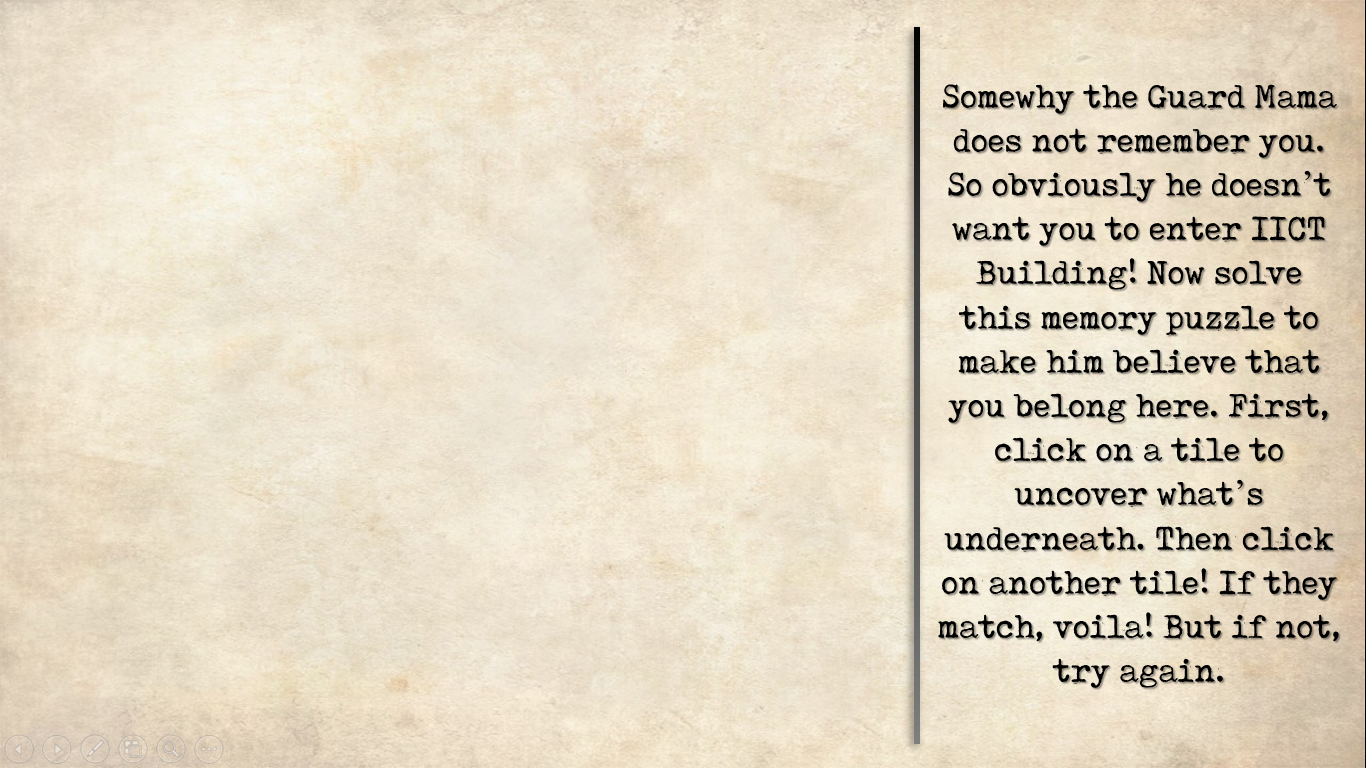 Somewhy the Guard Mama
does not remember you.
So obviously he doesn't
want you to enter IICT
Building! Now solve
this memory puzzle to
make him believe that
you belong here. First,
click on a tile to
uncover what's
underneath. Then click
on another tile! If they
match, voila! But if not,
try again.